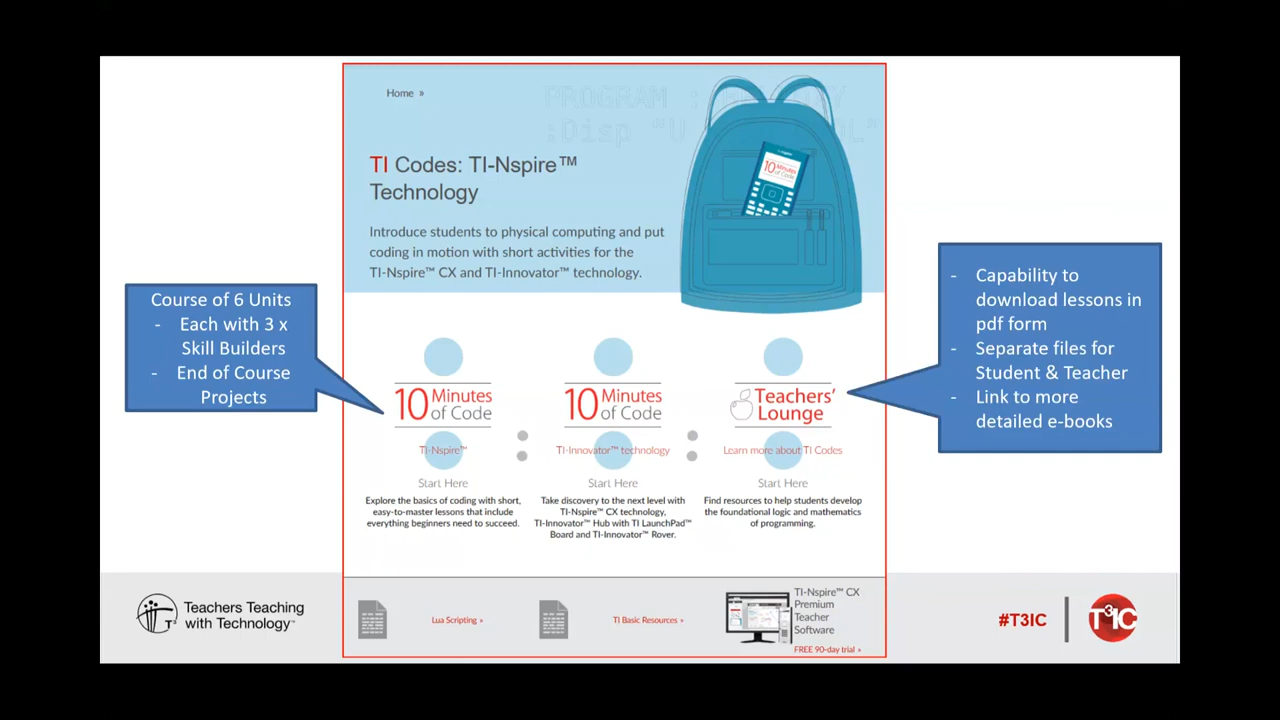 Home »
PROGRAM :
:Disp "U
TI Codes: TI-Nspire™
Technology
Introduce students to physical computing and put
coding in motion with short activities for the
TI-Nspire™ CX and TI-Innovator™ technology.
10 Minutes
of Code
Course of 6 Units
- Each with 3 x
Skill Builders
- End of Course
Projects
- Capability to
download lessons in
pdf form
- Separate files for
Student & Teacher
- Link to more
detailed e-books
10 Minutes
of Code
TI-Nspire™
Start Here
Explore the basics of coding with short,
easy-to-master lessons that include
everything beginners need to succeed.
10 Minutes
of Code
TI-Innovator™ technology
Start Here
Take discovery to the next level with
TI-Nspire™ CX technology,
TI-Innovator™ Hub with TI LaunchPad™
Board and TI-Innovator™ Rover.
Teachers'
Lounge
Learn more about TI Codes
Start Here
Find resources to help students develop
the foundational logic and mathematics
of programming.
Teachers Teaching
with Technology™
Lua Scripting »
TI Basic Resources »
TI-Nspire™ CX
Premium
Teacher
Software
FREE 90-day trial »
#T3IC
T³IC